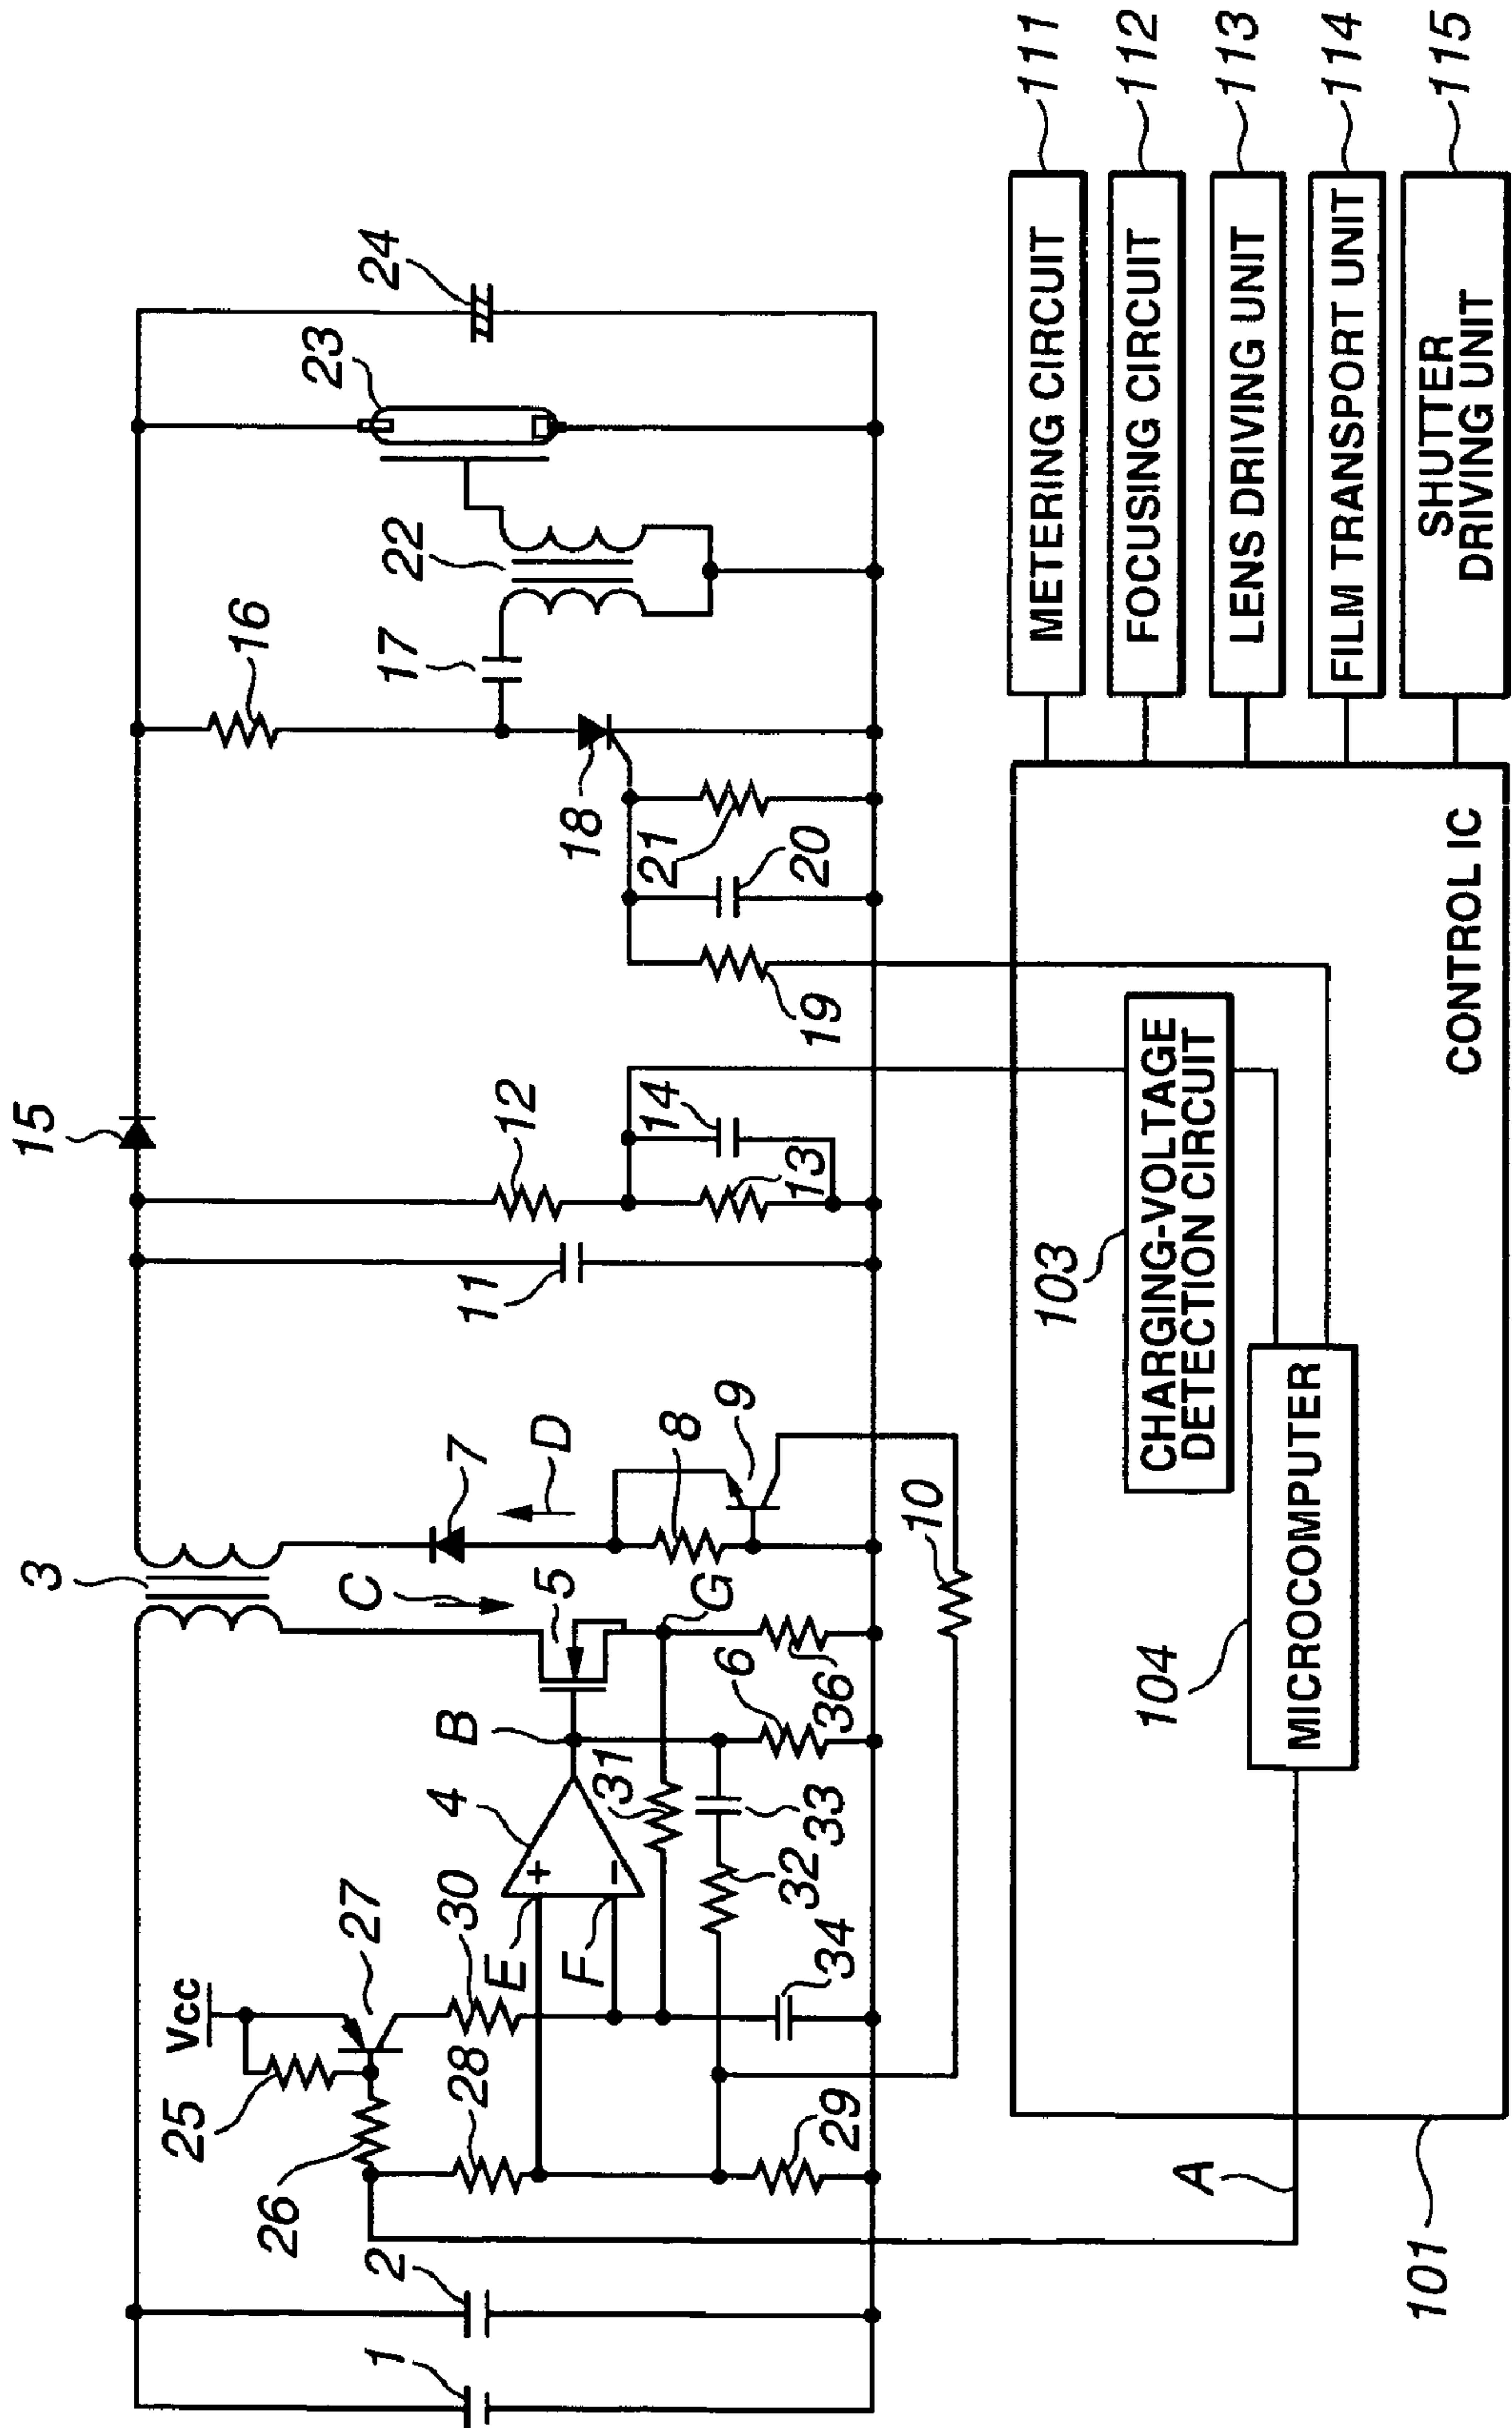 15
3
16
24
23
22
17
7
D
C
12
11
14
13
18
21
20
19
8
9
10
5
G
B
4
6
36
31
33
32
Vcc
27
30
E
+
F
−
34
25
26
28
29
2
1
A
101
CONTROL IC
103
CHARGING-VOLTAGE
DETECTION CIRCUIT
104
MICROCOMPUTER
METERING CIRCUIT
111
FOCUSING CIRCUIT
112
LENS DRIVING UNIT
113
FILM TRANSPORT UNIT
114
SHUTTER
DRIVING UNIT
115